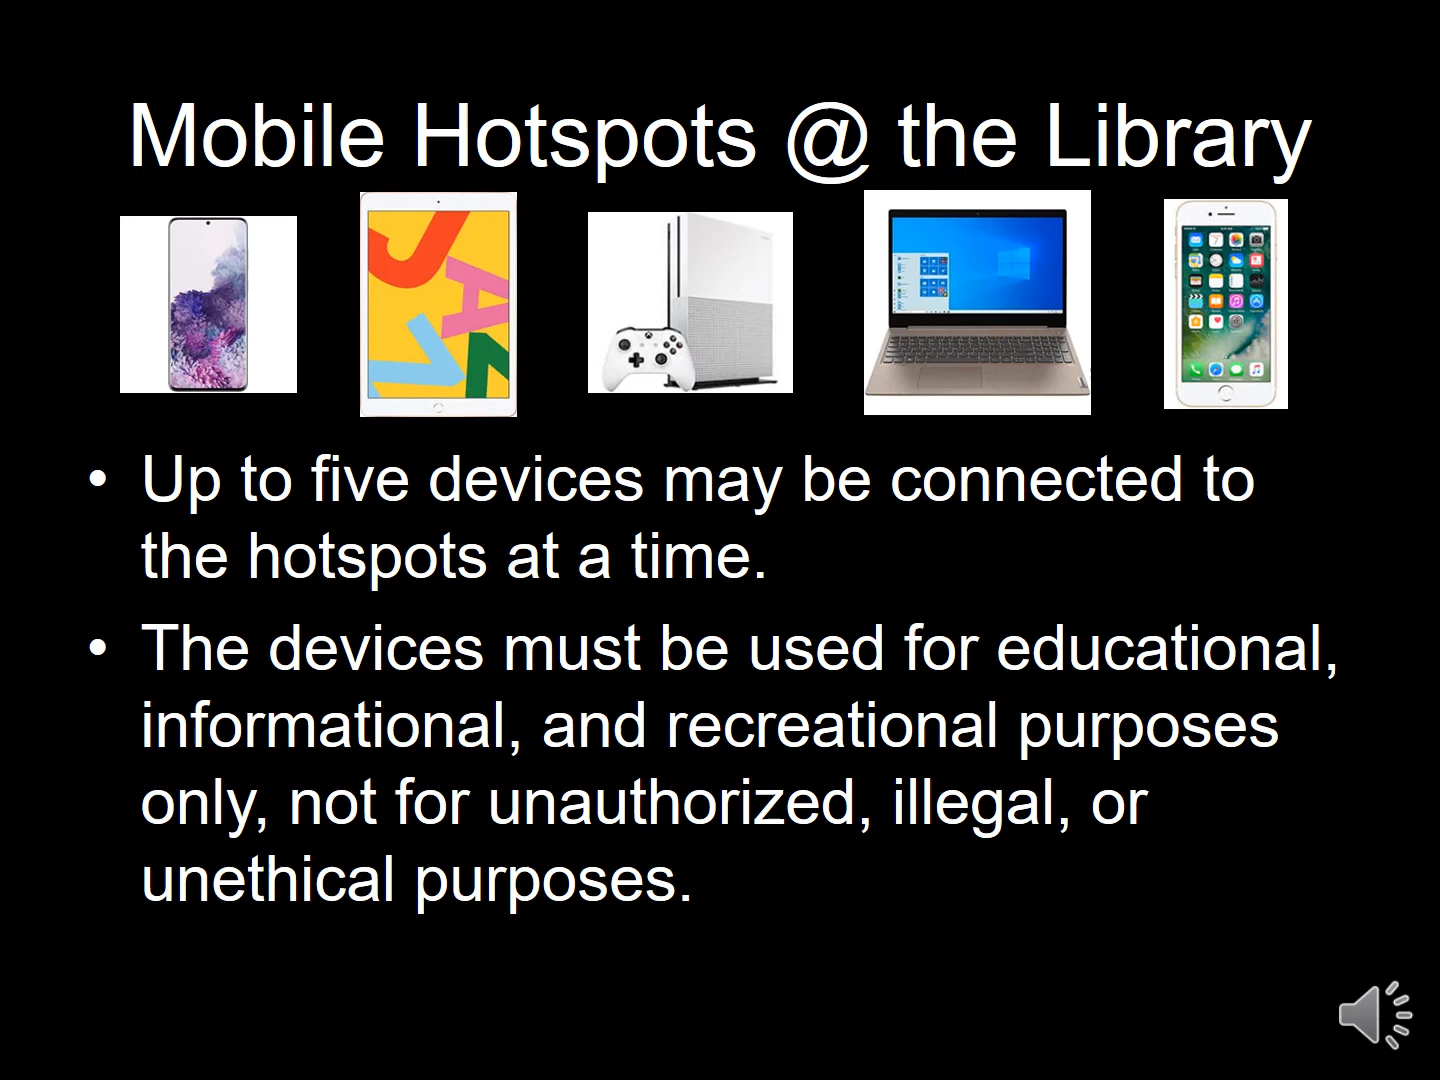 Mobile Hotspots @ the Library
• Up to five devices may be connected to
the hotspots at a time.
• The devices must be used for educational,
informational, and recreational purposes
only, not for unauthorized, illegal, or
unethical purposes.